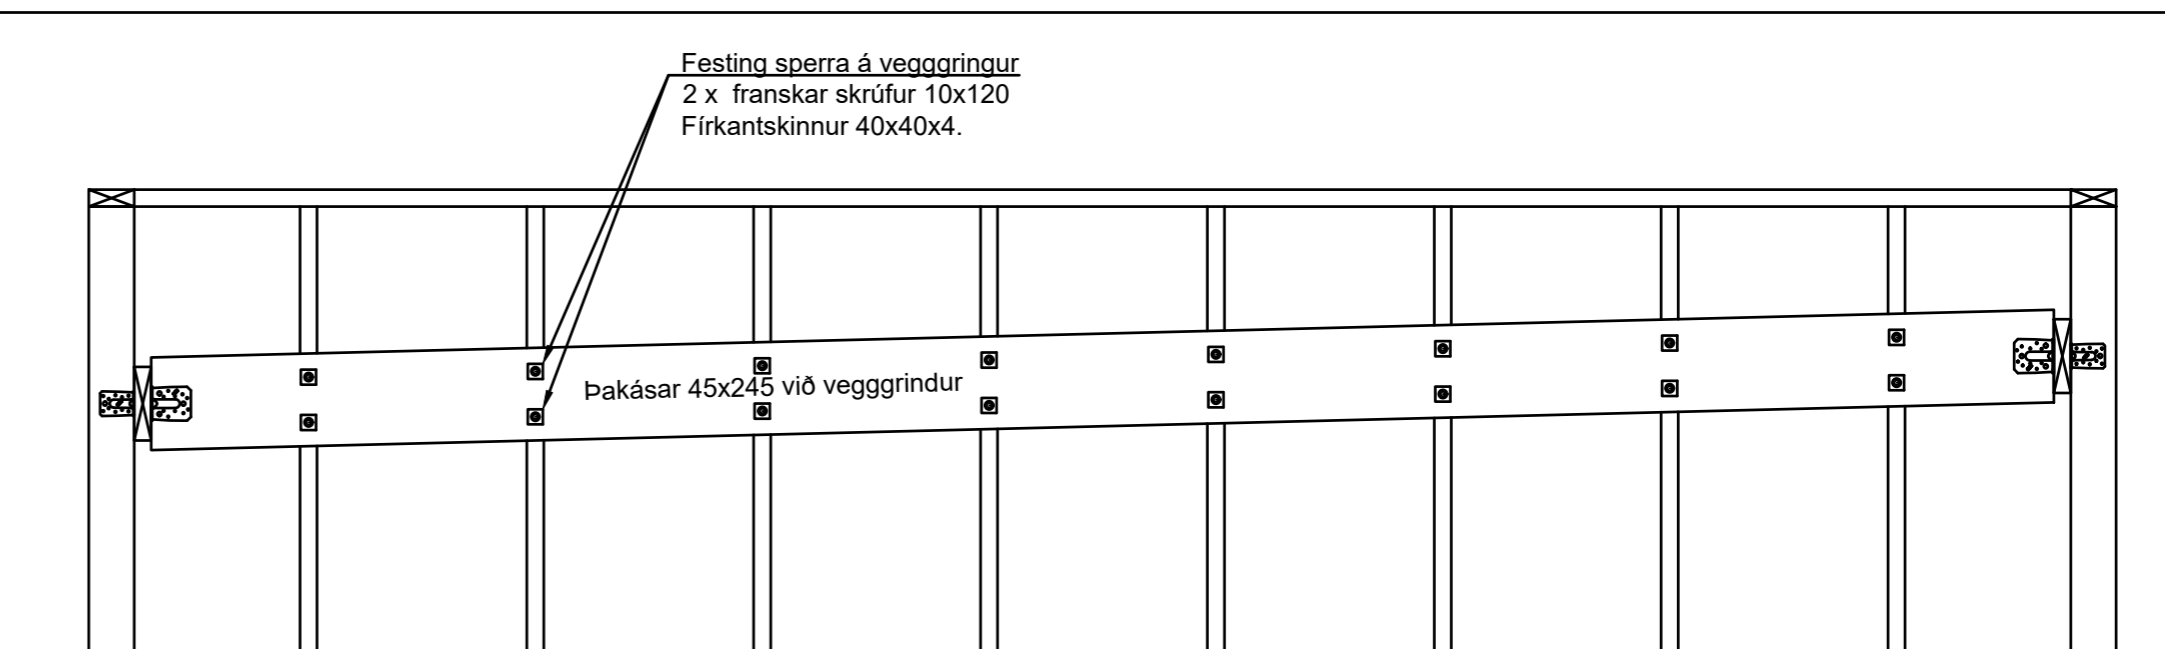 Festing sperra á vegggringur
2 x  franskar skrúfur 10x120
Fírkantskinnur 40x40x4.
Þakásar 45x245 við vegggrindur